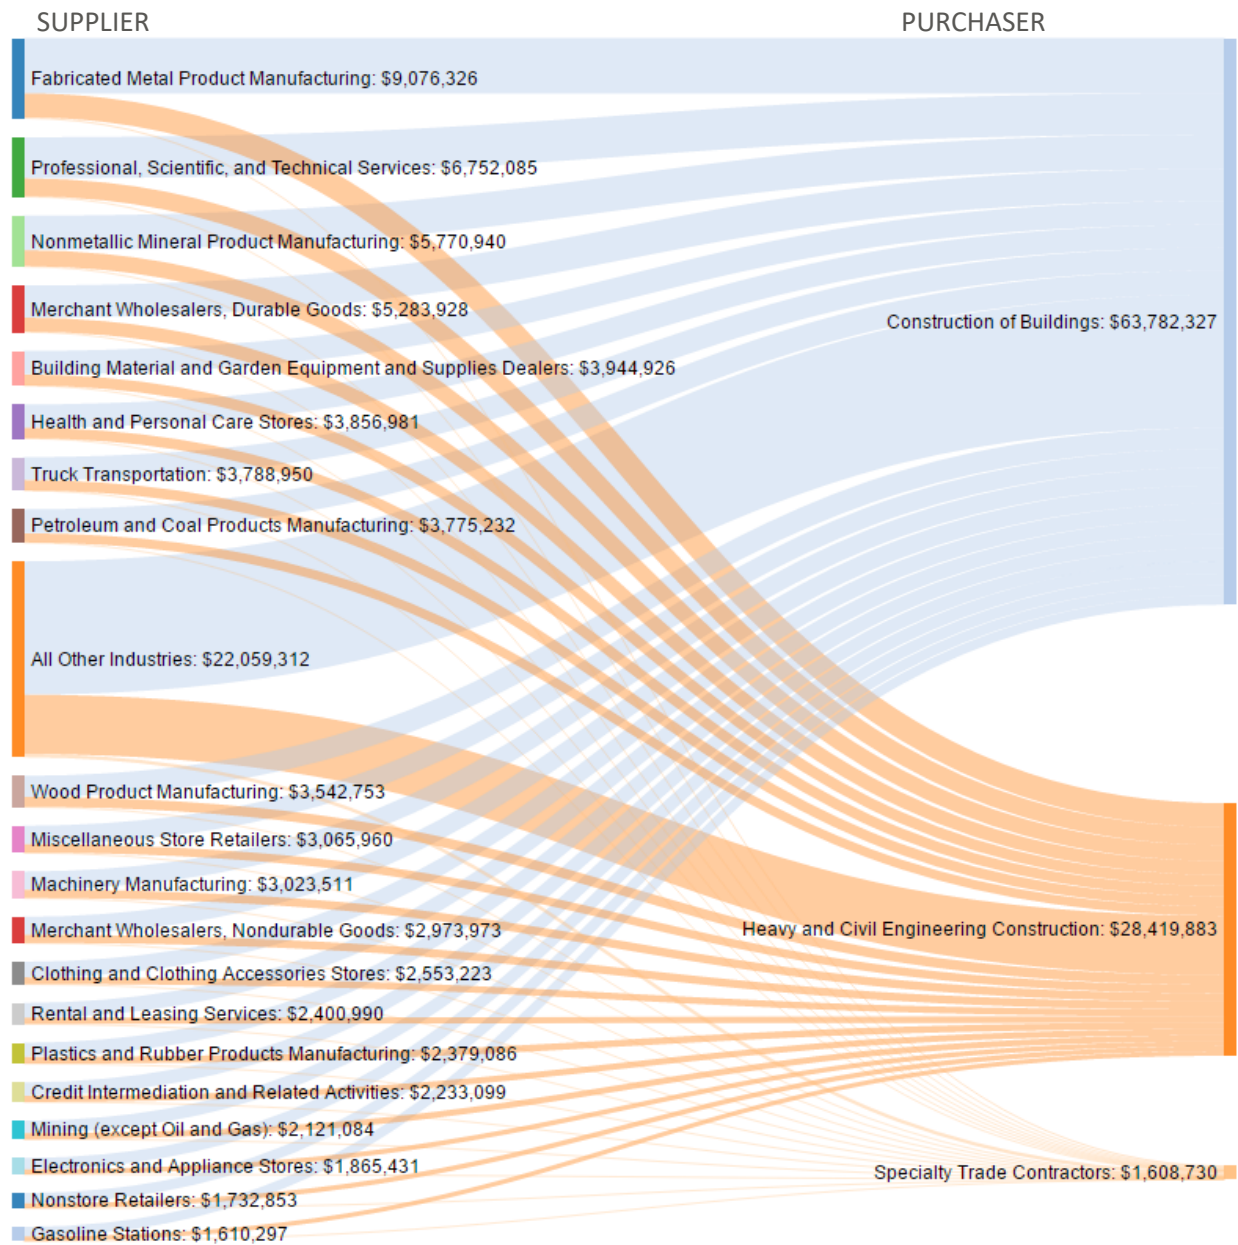 SUPPLIER
PURCHASER
Fabricated Metal Product Manufacturing: $9,076,326
Professional, Scientific, and Technical Services: $6,752,085
Nonmetallic Mineral Product Manufacturing: $5,770,940
Merchant Wholesalers, Durable Goods: $5,283,928
Construction of Buildings: $63,782,327
Building Material and Garden Equipment and Supplies Dealers: $3,944,926
Health and Personal Care Stores: $3,856,981
Truck Transportation: $3,788,950
Petroleum and Coal Products Manufacturing: $3,775,232
All Other Industries: $22,059,312
Wood Product Manufacturing: $3,542,753
Miscellaneous Store Retailers: $3,065,960
Machinery Manufacturing: $3,023,511
Merchant Wholesalers, Nondurable Goods: $2,973,973
Heavy and Civil Engineering Construction: $28,419,883
Clothing and Clothing Accessories Stores: $2,553,223
Rental and Leasing Services: $2,400,990
Plastics and Rubber Products Manufacturing: $2,379,086
Credit Intermediation and Related Activities: $2,233,099
Mining (except Oil and Gas): $2,121,084
Electronics and Appliance Stores: $1,865,431
Specialty Trade Contractors: $1,608,730
Nonstore Retailers: $1,732,853
Gasoline Stations: $1,610,297